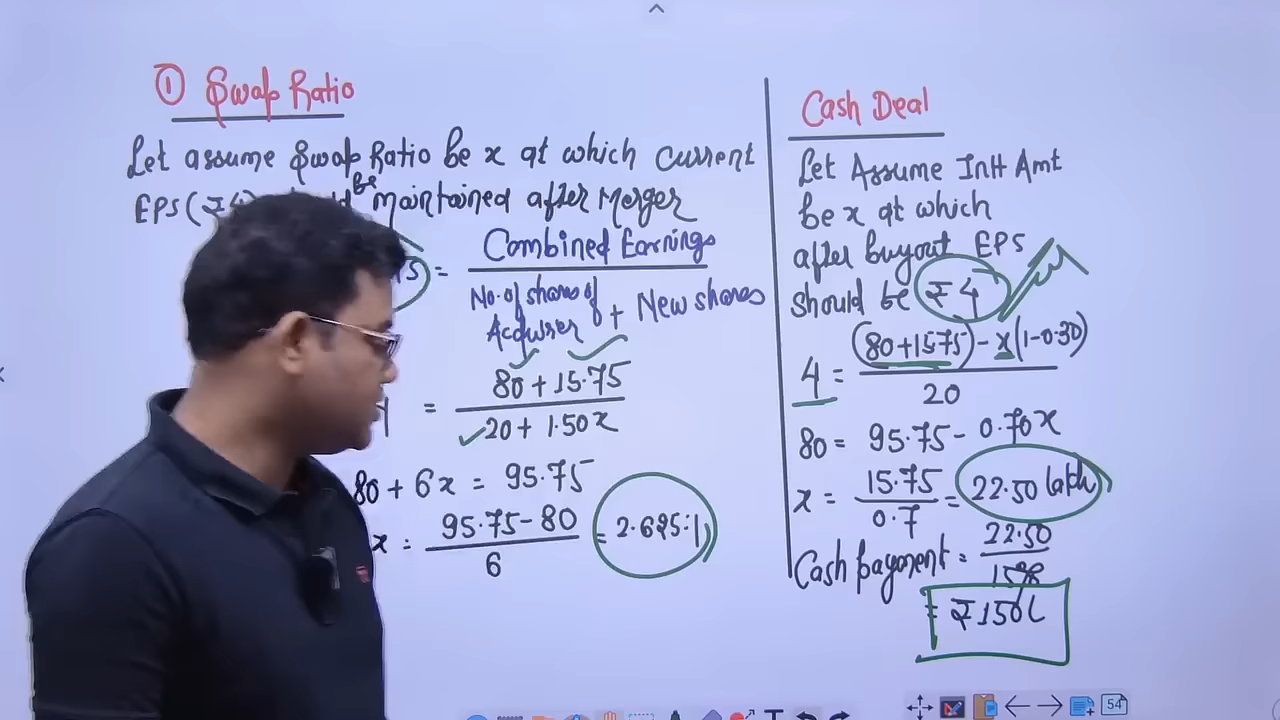 ① Swap Ratio
Let assume Swap Ratio be x at which current
EPS (₹4) be maintained after Merger
= Combined Earnings
No. of shares of Acquirer + New shares
= 80 + 15.75
20 + 1.50x
80 + 6x = 95.75
x = 95.75 - 80
6
= 2.625:1
Cash Deal
Let Assume Intt Amt
be x at which
after buyout EPS
should be ₹4
4 = (80+15.75) - x(1-0.30)
20
80 = 95.75 - 0.70x
x = 15.75
0.7
= 22.50 lakh
Cash payment = 22.50
15%
= ₹150L
54